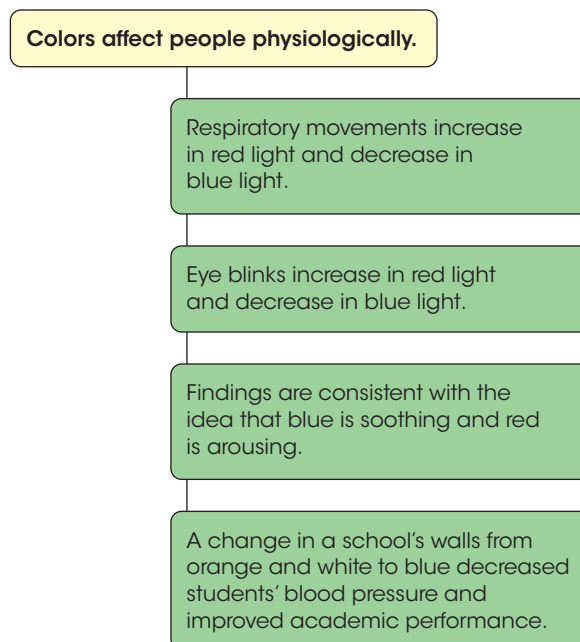 Colors affect people physiologically.
Respiratory movements increase
in red light and decrease in
blue light.
Eye blinks increase in red light
and decrease in blue light.
Findings are consistent with the
idea that blue is soothing and red
is arousing.
A change in a school's walls from
orange and white to blue decreased
students' blood pressure and
improved academic performance.